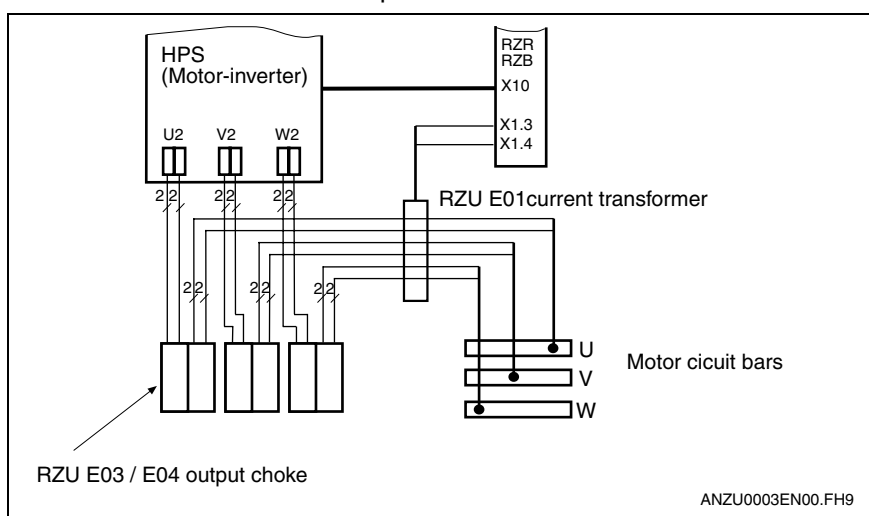 HPS
(Motor-inverter)
RZR
RZB
X10
U2 V2 W2
X1.3
X1.4
2 2 2 2 2 2
RZU E01current transformer
2 2 2 2 2 2
U
V
W
Motor cicuit bars
RZU E03 / E04 output choke
ANZU0003EN00.FH9